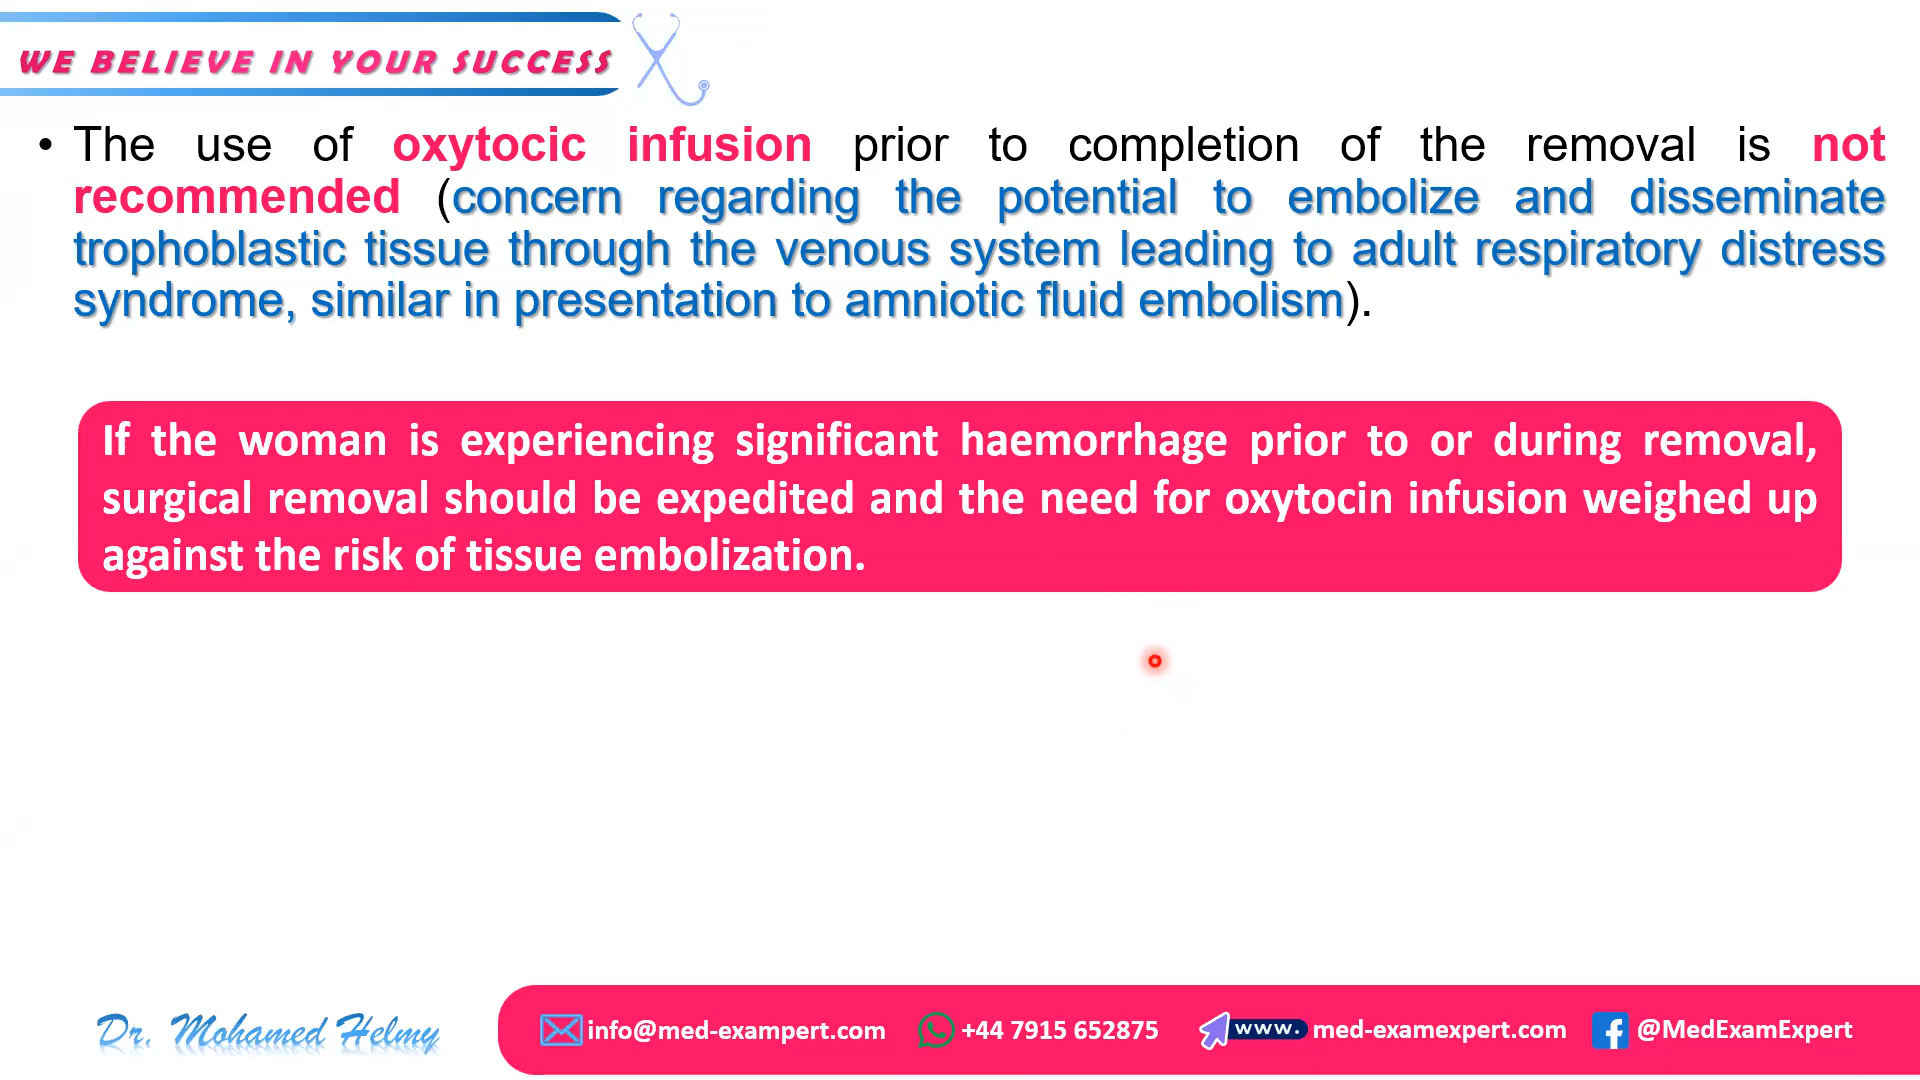 WE BELIEVE IN YOUR SUCCESS
• The use of oxytocic infusion prior to completion of the removal is not
recommended (concern regarding the potential to embolize and disseminate
trophoblastic tissue through the venous system leading to adult respiratory distress
syndrome, similar in presentation to amniotic fluid embolism).
If the woman is experiencing significant haemorrhage prior to or during removal,
surgical removal should be expedited and the need for oxytocin infusion weighed up
against the risk of tissue embolization.
Dr. Mohamed Helmy
info@med-exampert.com +44 7915 652875 www. med-examexpert.com @MedExamExpert